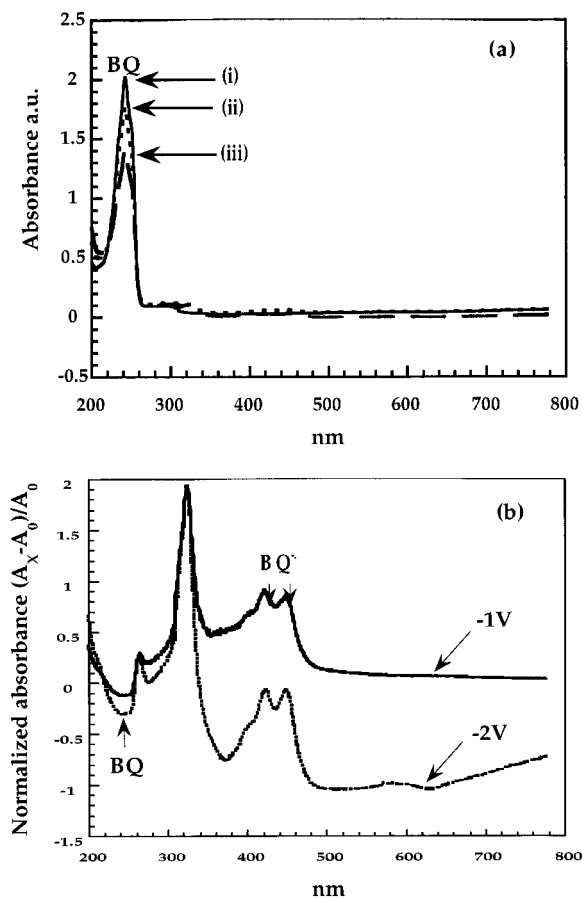 2.5
(a)
BQ
(i)
2
(ii)
1.5
(iii)
1
0.5
0
-0.5
Absorbance a.u.
200 300 400 500 600 700 800
nm
2
(b)
1.5
BQ⁻
1
-1V
0.5
0
-0.5
-2V
BQ
-1
-1.5
Normalized absorbance (Aₓ-A₀)/A₀
200 300 400 500 600 700 800
nm